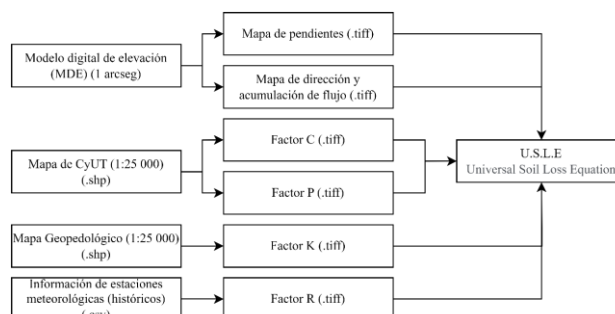 Modelo digital de elevación
(MDE) (1 arcseg)
Mapa de pendientes (.tiff)
Mapa de dirección y
acumulación de flujo (.tiff)
Mapa de CyUT (1:25 000)
(.shp)
Factor C (.tiff)
Factor P (.tiff)
U.S.L.E
Universal Soil Loss Equation
Mapa Geopedológico (1:25 000)
(.shp)
Factor K (.tiff)
Información de estaciones
meteorológicas (históricos)
Factor R (.tiff)